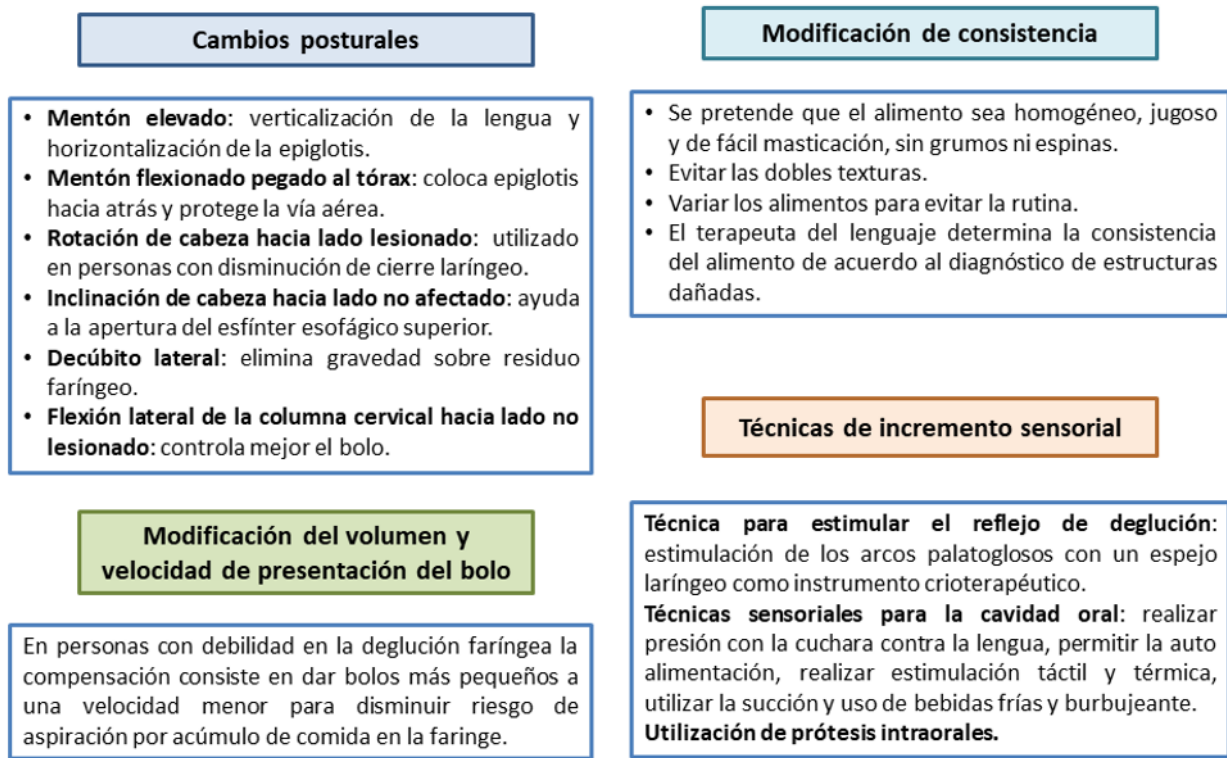 Cambios posturales
• Mentón elevado: verticalización de la lengua y
horizontalización de la epiglotis.
• Mentón flexionado pegado al tórax: coloca epiglotis
hacia atrás y protege la vía aérea.
• Rotación de cabeza hacia lado lesionado: utilizado
en personas con disminución de cierre laríngeo.
• Inclinación de cabeza hacia lado no afectado: ayuda
a la apertura del esfínter esofágico superior.
• Decúbito lateral: elimina gravedad sobre residuo
faríngeo.
• Flexión lateral de la columna cervical hacia lado no
lesionado: controla mejor el bolo.
Modificación del volumen y
velocidad de presentación del bolo
En personas con debilidad en la deglución faríngea la
compensación consiste en dar bolos más pequeños a
una velocidad menor para disminuir riesgo de
aspiración por acúmulo de comida en la faringe.
Modificación de consistencia
• Se pretende que el alimento sea homogéneo, jugoso
y de fácil masticación, sin grumos ni espinas.
• Evitar las dobles texturas.
• Variar los alimentos para evitar la rutina.
• El terapeuta del lenguaje determina la consistencia
del alimento de acuerdo al diagnóstico de estructuras
dañadas.
Técnicas de incremento sensorial
Técnica para estimular el reflejo de deglución:
estimulación de los arcos palatoglosos con un espejo
laríngeo como instrumento crioterapéutico.
Técnicas sensoriales para la cavidad oral: realizar
presión con la cuchara contra la lengua, permitir la auto
alimentación, realizar estimulación táctil y térmica,
utilizar la succión y uso de bebidas frías y burbujeante.
Utilización de prótesis intraorales.